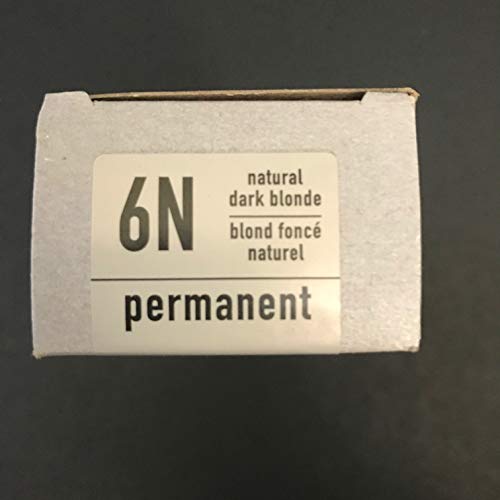 6N
natural
dark blonde
blond foncé
naturel
permanent